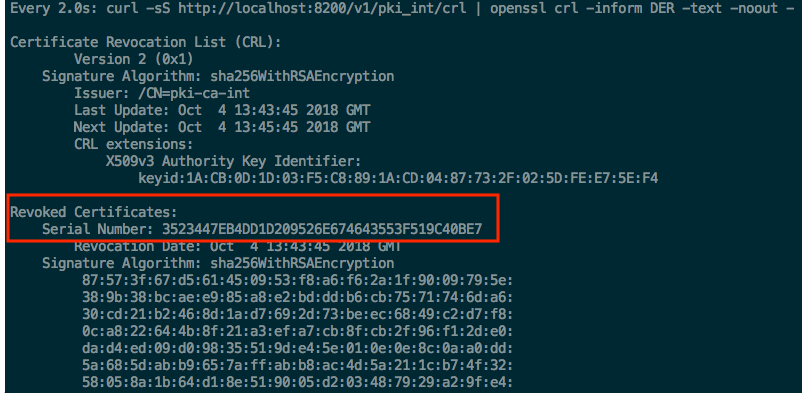 Every 2.0s: curl -sS http://localhost:8200/v1/pki_int/crl | openssl crl -inform DER -text -noout -
Certificate Revocation List (CRL):
Version 2 (0x1)
Signature Algorithm: sha256WithRSAEncryption
Issuer: /CN=pki-ca-int
Last Update: Oct  4 13:43:45 2018 GMT
Next Update: Oct  4 13:45:45 2018 GMT
CRL extensions:
X509v3 Authority Key Identifier:
keyid:1A:CB:0D:1D:03:F5:C8:89:1A:CD:04:87:73:2F:02:5D:FE:E7:5E:F4
Revoked Certificates:
Serial Number: 3523447EB4DD1D209526E674643553F519C40BE7
Revocation Date: Oct  4 13:43:45 2018 GMT
Signature Algorithm: sha256WithRSAEncryption
87:57:3f:67:d5:61:45:09:53:f8:a6:f6:2a:1f:90:09:79:5e:
38:9b:38:bc:ae:e9:85:a8:e2:bd:dd:b6:cb:75:71:74:6d:a6:
30:cd:21:b2:46:8d:1a:d7:69:2d:73:be:ec:68:49:c2:d7:f8:
0c:a8:22:64:4b:8f:21:a3:ef:a7:cb:8f:cb:2f:96:f1:2d:e0:
da:d4:ed:09:d0:98:35:51:9d:e4:5e:01:0e:0e:8c:0a:a0:dd:
5a:68:5d:ab:b9:65:7a:ff:ab:b8:ac:4d:5a:21:1c:b7:4f:32:
58:05:8a:1b:64:d1:8e:51:90:05:d2:03:48:79:29:a2:9f:e4: